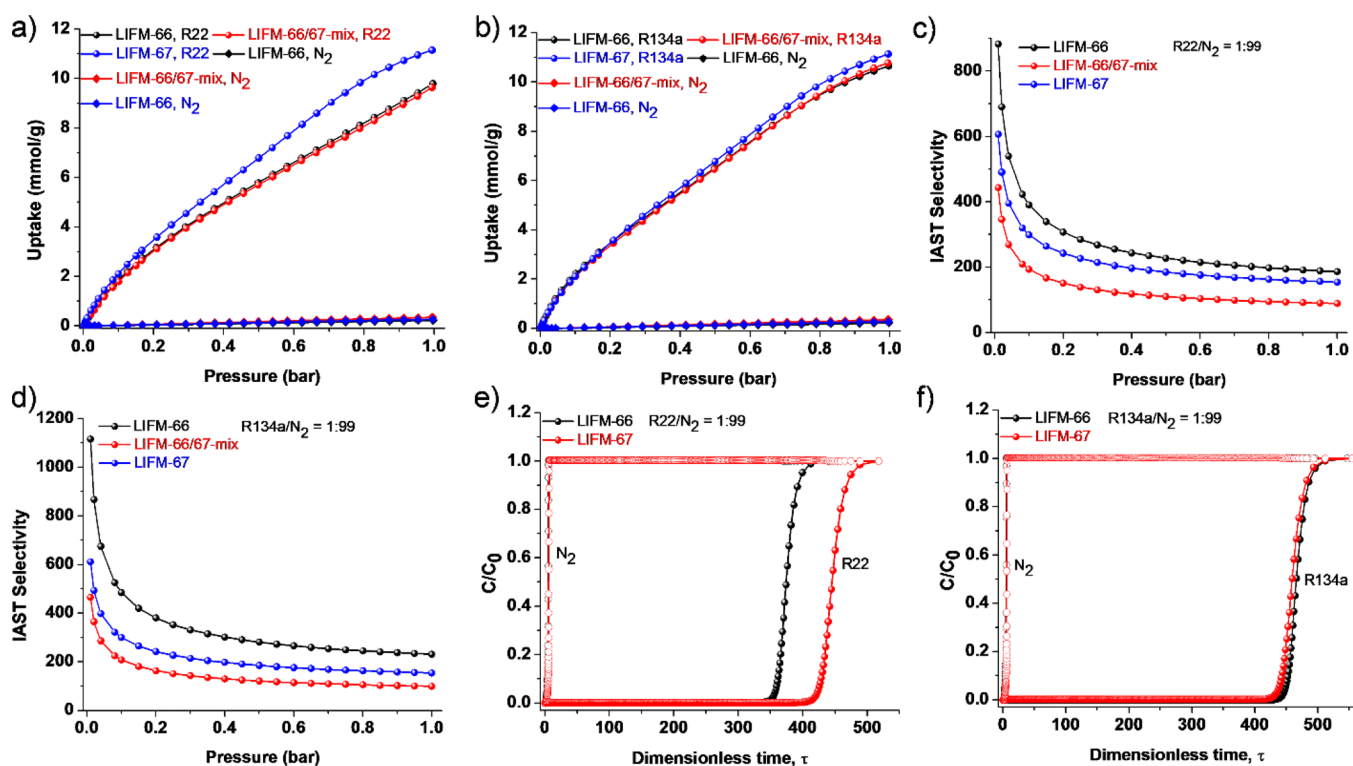 a)
LIFM-66, R22
LIFM-66/67-mix, R22
LIFM-67, R22
LIFM-66, N2
LIFM-66/67-mix, N2
LIFM-66, N2
Uptake (mmol/g)
12
10
8
6
4
2
0
0.0 0.2 0.4 0.6 0.8 1.0
Pressure (bar)
b)
LIFM-66, R134a
LIFM-66/67-mix, R134a
LIFM-67, R134a
LIFM-66, N2
LIFM-66/67-mix, N2
LIFM-66, N2
Uptake (mmol/g)
12
10
8
6
4
2
0
0.0 0.2 0.4 0.6 0.8 1.0
Pressure (bar)
c)
LIFM-66
R22/N2 = 1:99
LIFM-66/67-mix
LIFM-67
IAST Selectivity
800
600
400
200
0
0.0 0.2 0.4 0.6 0.8 1.0
Pressure (bar)
d)
LIFM-66
R134a/N2 = 1:99
LIFM-66/67-mix
LIFM-67
IAST Selectivity
1200
1000
800
600
400
200
0
0.0 0.2 0.4 0.6 0.8 1.0
Pressure (bar)
e)
LIFM-66
R22/N2 = 1:99
LIFM-67
C/C0
1.2
1.0
0.8
0.6
0.4
0.2
0.0
N2
R22
0 100 200 300 400 500
Dimensionless time, τ
f)
LIFM-66
R134a/N2 = 1:99
LIFM-67
C/C0
1.2
1.0
0.8
0.6
0.4
0.2
0.0
N2
R134a
0 100 200 300 400 500
Dimensionless time, τ